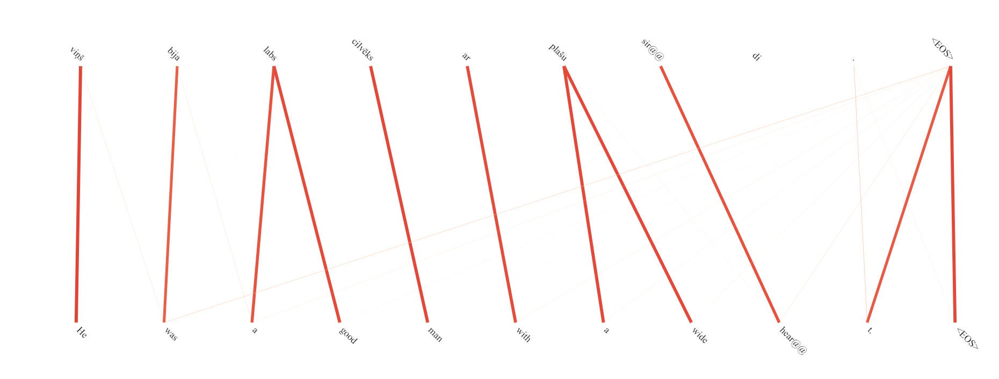 viņš bija labs cilvēks ar plašu sir@@ di . <EOS>
He was a good man with a wide hear@@ t. <EOS>